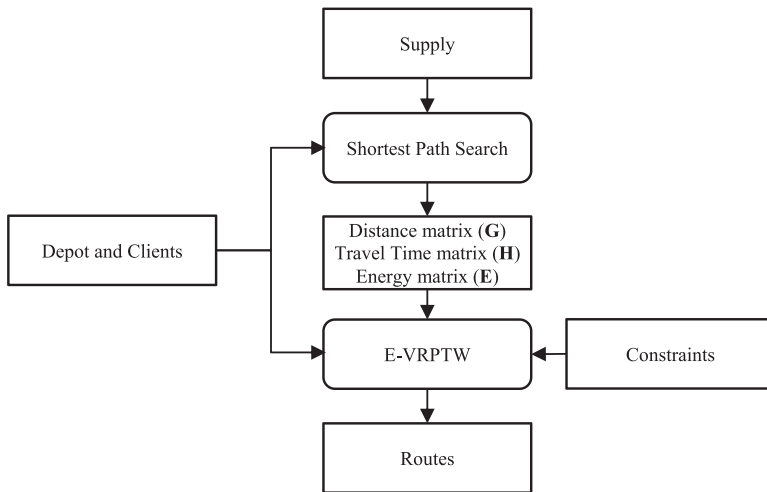 Supply
Shortest Path Search
Depot and Clients
Distance matrix (G)
Travel Time matrix (H)
Energy matrix (E)
E-VRPTW
Constraints
Routes